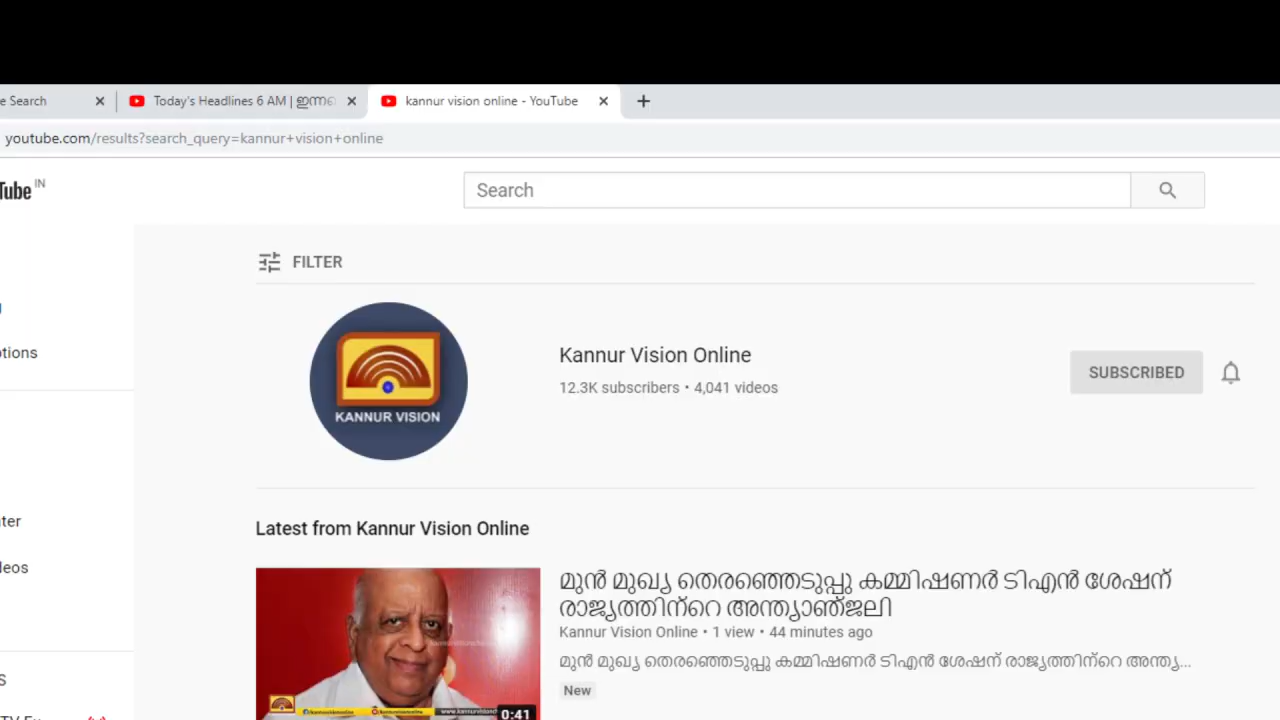 e Search
Today's Headlines 6 AM | ഇന്നത
kannur vision online - YouTube
youtube.com/results?search_query=kannur+vision+online
Tube IN
Search
FILTER
KANNUR VISION
Kannur Vision Online
12.3K subscribers • 4,041 videos
SUBSCRIBED
ptions
Latest from Kannur Vision Online
മുൻ മുഖ്യ തെരഞ്ഞെടുപ്പു കമ്മിഷണർ ടിഎൻ ശേഷന്
രാജ്യത്തിന്റെ അന്ത്യാഞ്ജലി
Kannur Vision Online • 1 view • 44 minutes ago
മുൻ മുഖ്യ തെരഞ്ഞെടുപ്പു കമ്മിഷണർ ടിഎൻ ശേഷന് രാജ്യത്തിന്റെ അന്ത്യ...
New
0:41
ter
eos
S